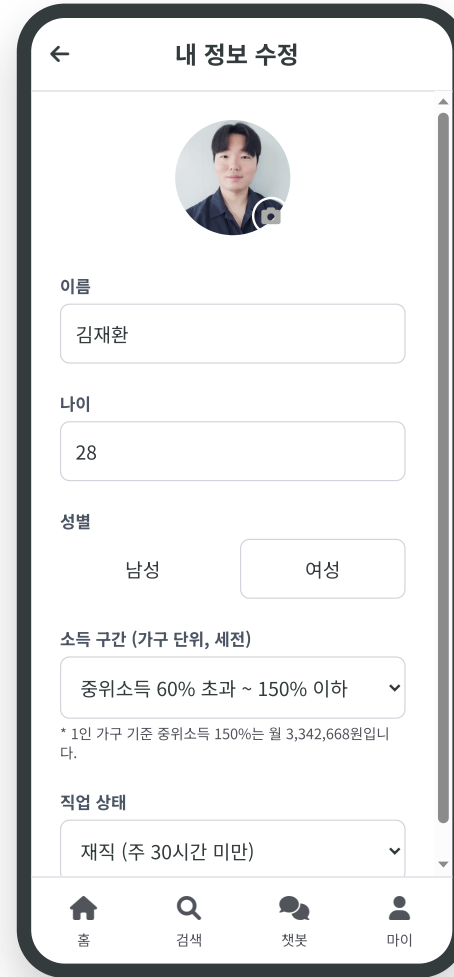 내 정보 수정
이름
김재환
나이
28
성별
남성 여성
소득 구간 (가구 단위, 세전)
중위소득 60% 초과 ~ 150% 이하
* 1인 가구 기준 중위소득 150%는 월 3,342,668원입니
다.
직업 상태
재직 (주 30시간 미만)
홈 검색 챗봇 마이